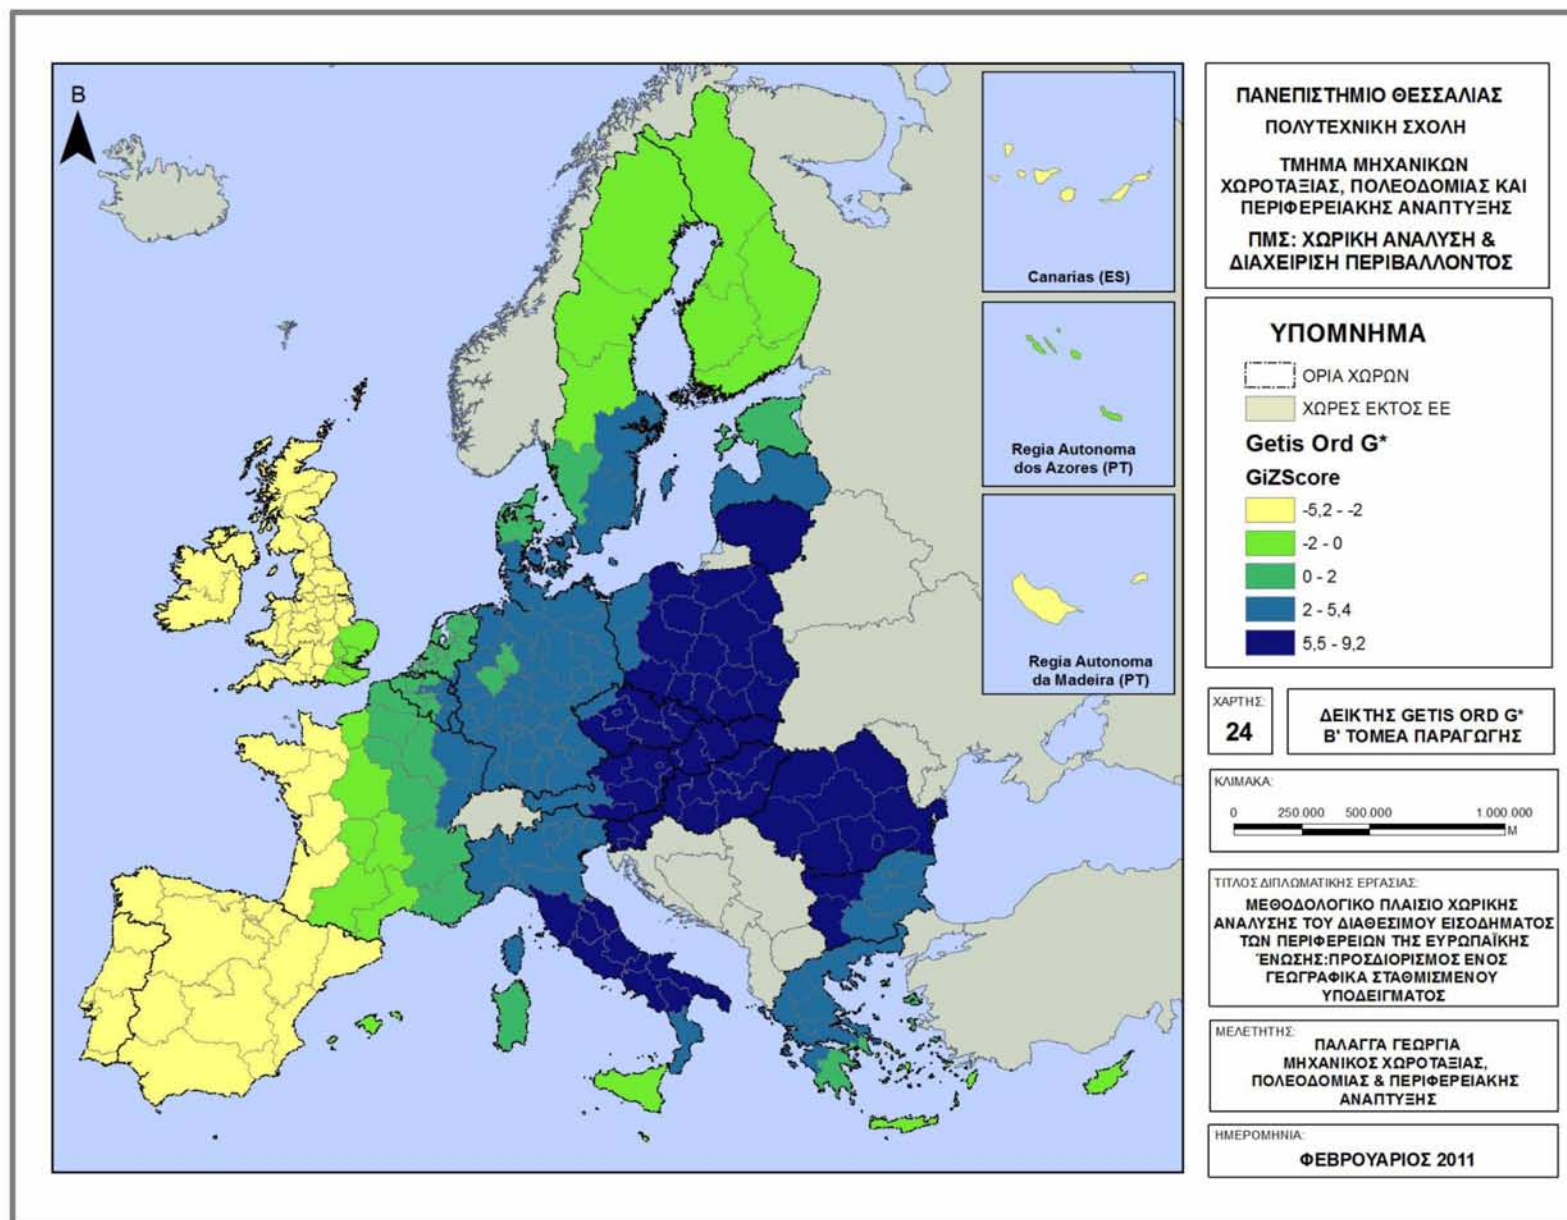 B
Canarias (ES)
Regia Autonoma
dos Azores (PT)
Regia Autonoma
da Madeira (PT)
ΠΑΝΕΠΙΣΤΗΜΙΟ ΘΕΣΣΑΛΙΑΣ
ΠΟΛΥΤΕΧΝΙΚΗ ΣΧΟΛΗ
ΤΜΗΜΑ ΜΗΧΑΝΙΚΩΝ
ΧΩΡΟΤΑΞΙΑΣ, ΠΟΛΕΟΔΟΜΙΑΣ ΚΑΙ
ΠΕΡΙΦΕΡΕΙΑΚΗΣ ΑΝΑΠΤΥΞΗΣ
ΠΜΣ: ΧΩΡΙΚΗ ΑΝΑΛΥΣΗ &
ΔΙΑΧΕΙΡΙΣΗ ΠΕΡΙΒΑΛΛΟΝΤΟΣ
ΥΠΟΜΝΗΜΑ
ΟΡΙΑ ΧΩΡΩΝ
ΧΩΡΕΣ ΕΚΤΟΣ ΕΕ
Getis Ord G*
GiZScore
-5,2 - -2
-2 - 0
0 - 2
2 - 5,4
5,5 - 9,2
ΧΑΡΤΗΣ:
24
ΔΕΙΚΤΗΣ GETIS ORD G*
Β' ΤΟΜΕΑ ΠΑΡΑΓΩΓΗΣ
ΚΛΙΜΑΚΑ:
0 250.000 500.000 1.000.000
M
ΤΙΤΛΟΣ ΔΙΠΛΩΜΑΤΙΚΗΣ ΕΡΓΑΣΙΑΣ:
ΜΕΘΟΔΟΛΟΓΙΚΟ ΠΛΑΙΣΙΟ ΧΩΡΙΚΗΣ
ΑΝΑΛΥΣΗΣ ΤΟΥ ΔΙΑΘΕΣΙΜΟΥ ΕΙΣΟΔΗΜΑΤΟΣ
ΤΩΝ ΠΕΡΙΦΕΡΕΙΩΝ ΤΗΣ ΕΥΡΩΠΑΪΚΗΣ
ΈΝΩΣΗΣ:ΠΡΟΣΔΙΟΡΙΣΜΟΣ ΕΝΟΣ
ΓΕΩΓΡΑΦΙΚΑ ΣΤΑΘΜΙΣΜΕΝΟΥ
ΥΠΟΔΕΙΓΜΑΤΟΣ
ΜΕΛΕΤΗΤΗΣ:
ΠΑΛΑΓΓΑ ΓΕΩΡΓΙΑ
ΜΗΧΑΝΙΚΟΣ ΧΩΡΟΤΑΞΙΑΣ,
ΠΟΛΕΟΔΟΜΙΑΣ & ΠΕΡΙΦΕΡΕΙΑΚΗΣ
ΑΝΑΠΤΥΞΗΣ
ΗΜΕΡΟΜΗΝΙΑ:
ΦΕΒΡΟΥΑΡΙΟΣ 2011